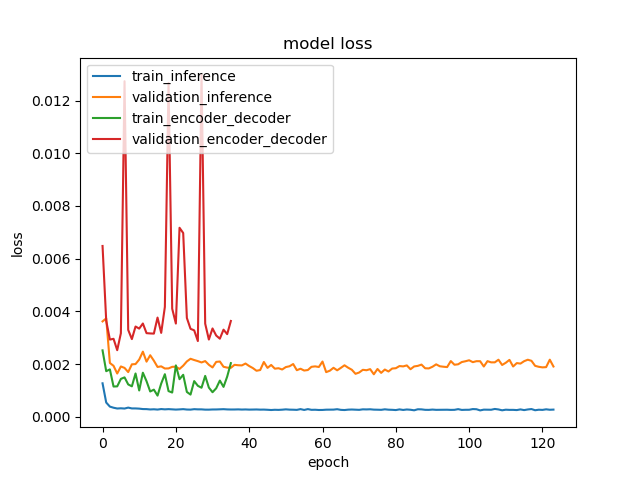 model loss
train_inference
validation_inference
train_encoder_decoder
validation_encoder_decoder
0.012
0.010
0.008
0.006
0.004
0.002
0.000
loss
0 20 40 60 80 100 120
epoch